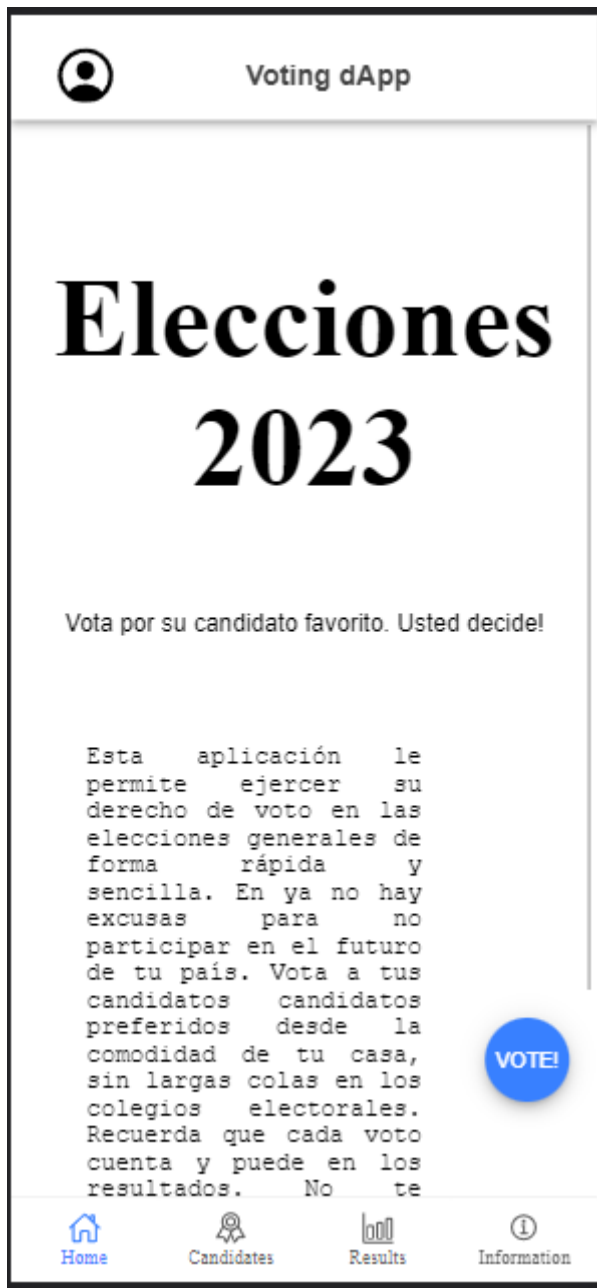 Voting dApp
Elecciones
2023
Vota por su candidato favorito. Usted decide!
Esta aplicación le
permite ejercer su
derecho de voto en las
elecciones generales de
forma rápida y
sencilla. En ya no hay
excusas para no
participar en el futuro
de tu país. Vota a tus
candidatos candidatos
preferidos desde la
comodidad de tu casa,
sin largas colas en los
colegios electorales.
Recuerda que cada voto
cuenta y puede en los
resultados. No te
VOTE!
Home Candidates Results Information